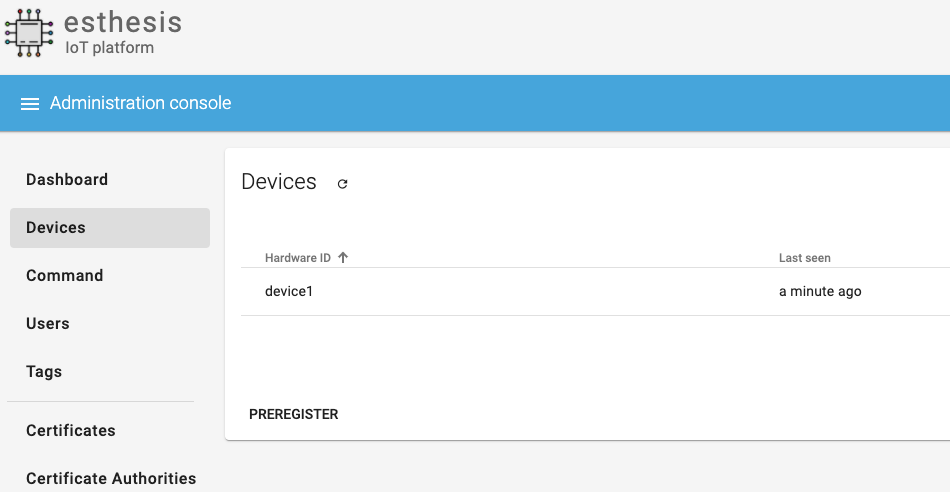 esthesis
IoT platform
Administration console
Dashboard
Devices
Command
Users
Tags
Certificates
Certificate Authorities
Devices
Hardware ID
Last seen
device1
a minute ago
PREREGISTER